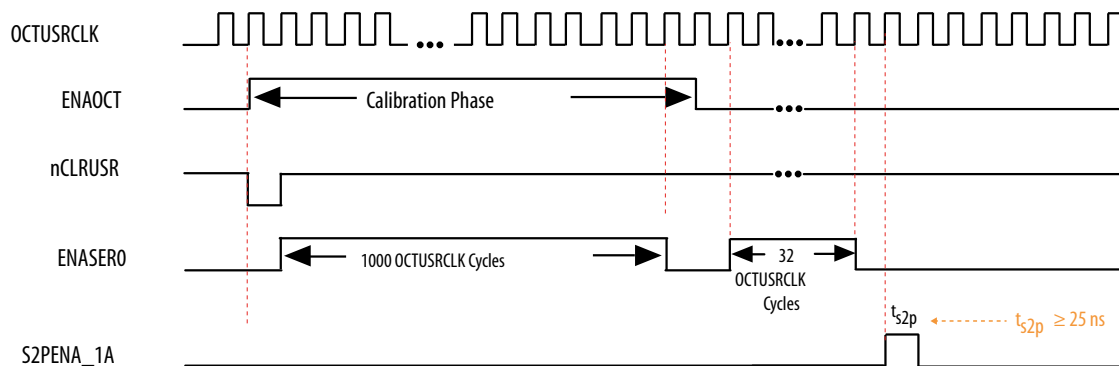 OCTUSRCLK
•••
•••
ENAOCT
Calibration Phase
•••
nCLRUSR
•••
ENASER0
1000 OCTUSRCLK Cycles
32
OCTUSRCLK
Cycles
ts2p
ts2p ≥ 25 ns
S2PENA_1A